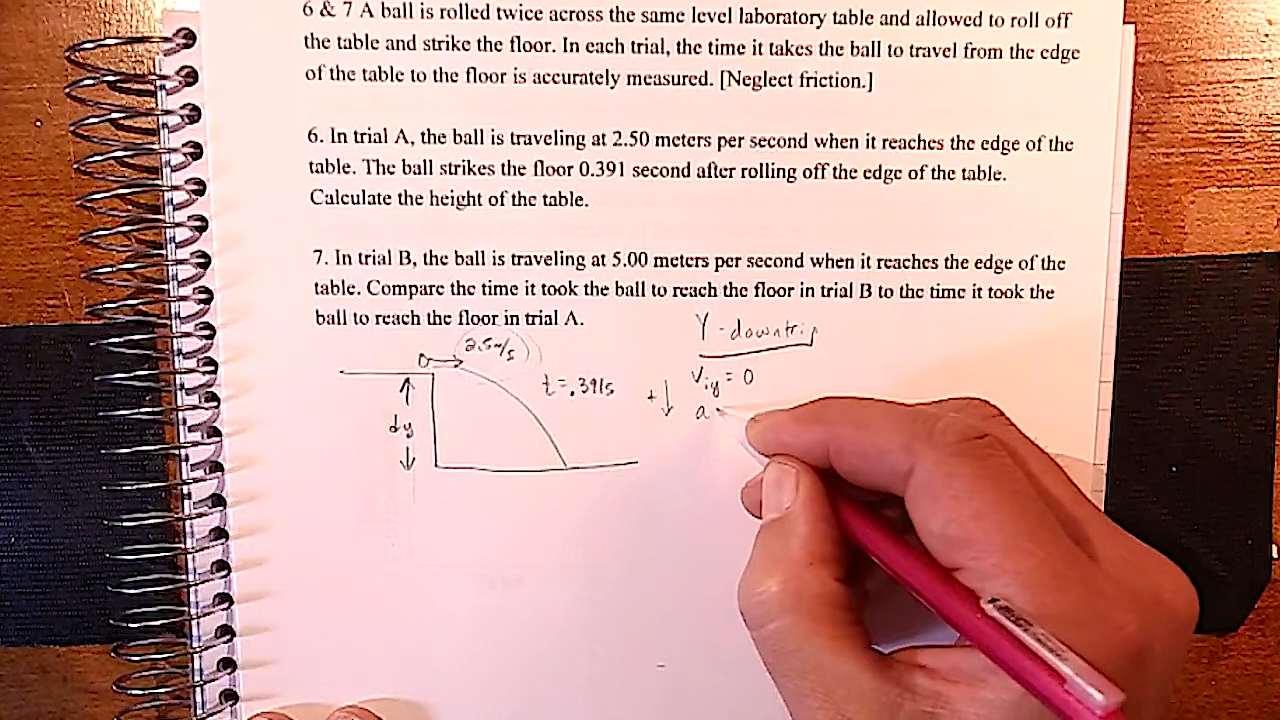 6 & 7 A ball is rolled twice across the same level laboratory table and allowed to roll off
the table and strike the floor. In each trial, the time it takes the ball to travel from the edge
of the table to the floor is accurately measured. [Neglect friction.]
6. In trial A, the ball is traveling at 2.50 meters per second when it reaches the edge of the
table. The ball strikes the floor 0.391 second after rolling off the edge of the table.
Calculate the height of the table.
7. In trial B, the ball is traveling at 5.00 meters per second when it reaches the edge of the
table. Compare the time it took the ball to reach the floor in trial B to the time it took the
ball to reach the floor in trial A.
2.5m/s
Y-downtrip
t=.391s
+↓
Viy = 0
a
dy